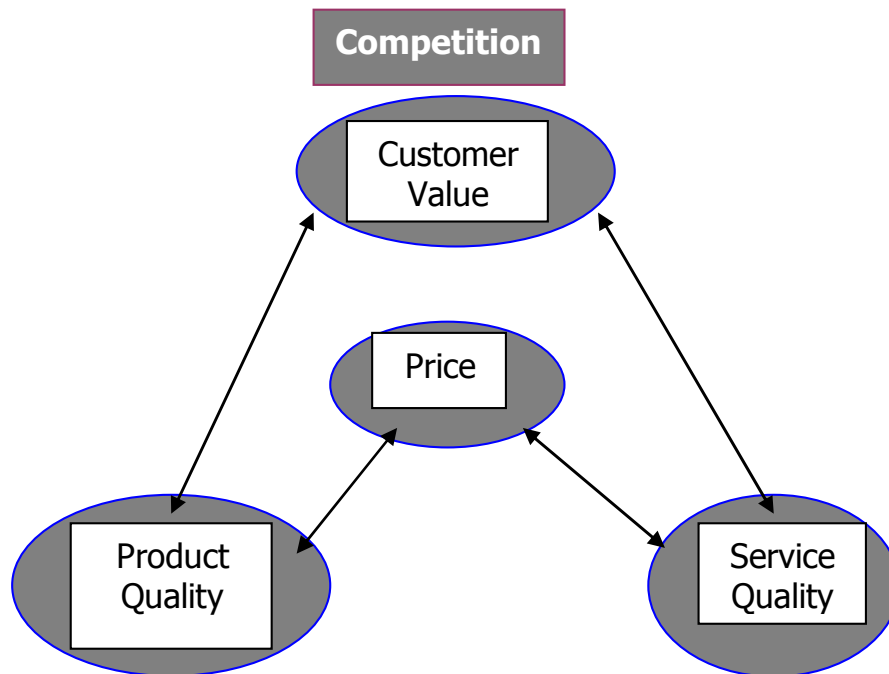 Competition
Customer
Value
Price
Product
Quality
Service
Quality